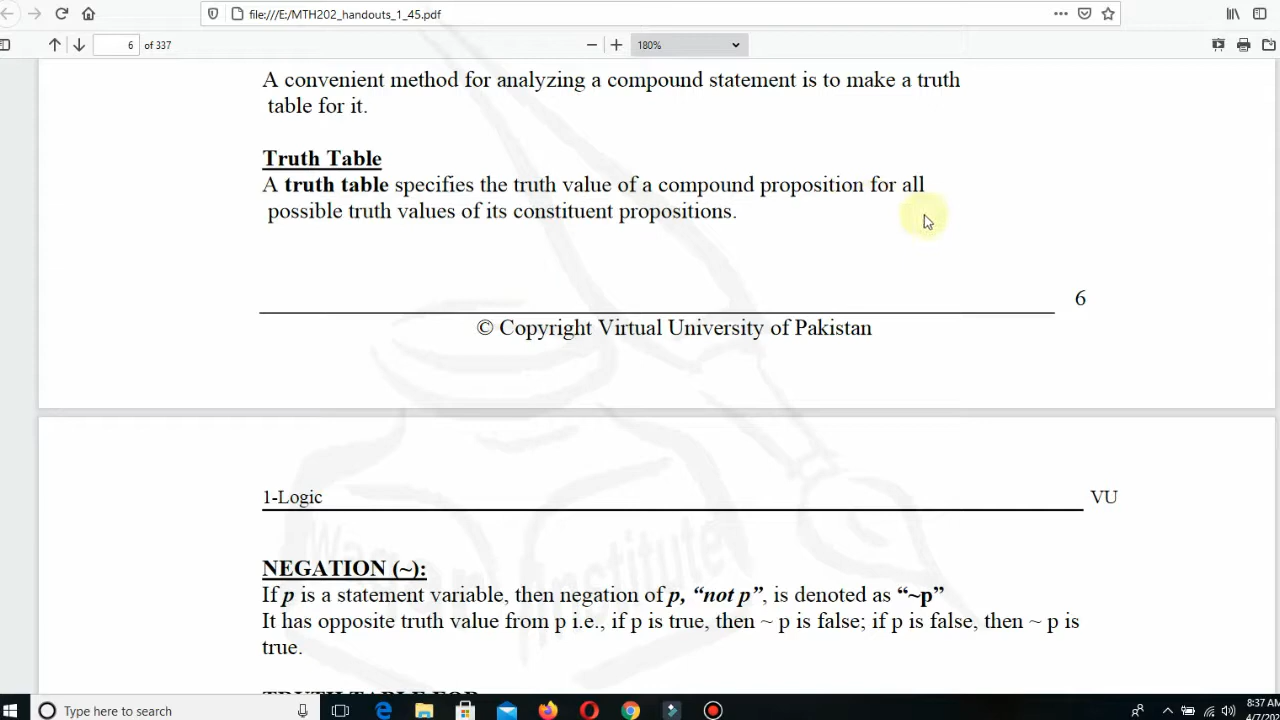 file:///E:/MTH202_handouts_1_45.pdf
6 of 337
180%
A convenient method for analyzing a compound statement is to make a truth
table for it.
Truth Table
A truth table specifies the truth value of a compound proposition for all
possible truth values of its constituent propositions.
6
© Copyright Virtual University of Pakistan
1-Logic VU
NEGATION (~):
If p is a statement variable, then negation of p, “not p”, is denoted as “~p”
It has opposite truth value from p i.e., if p is true, then ~ p is false; if p is false, then ~ p is
true.
TRUTH TABLE FOR
Institute
Type here to search
8:37 AM